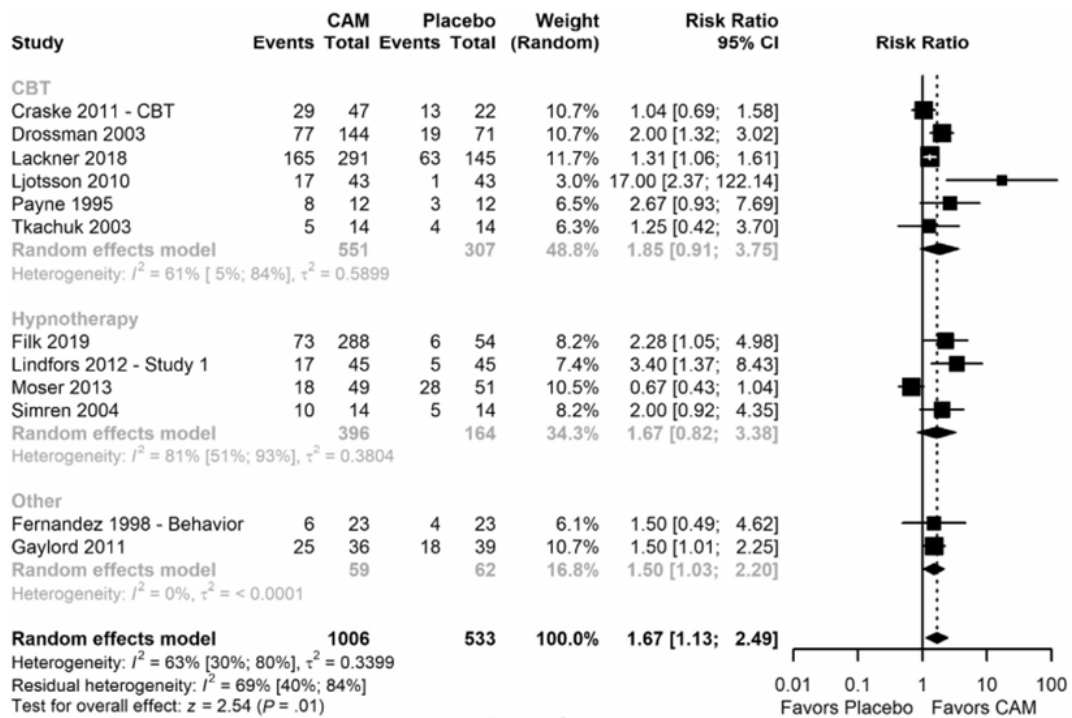 CAM Placebo Weight Risk Ratio
Study Events Total Events Total (Random) 95% CI Risk Ratio
CBT
Craske 2011 - CBT 29 47 13 22 10.7% 1.04 [0.69; 1.58]
Drossman 2003 77 144 19 71 10.7% 2.00 [1.32; 3.02]
Lackner 2018 165 291 63 145 11.7% 1.31 [1.06; 1.61]
Ljotsson 2010 17 43 1 43 3.0% 17.00 [2.37; 122.14]
Payne 1995 8 12 3 12 6.5% 2.67 [0.93; 7.69]
Tkachuk 2003 5 14 4 14 6.3% 1.25 [0.42; 3.70]
Random effects model 551 307 48.8% 1.85 [0.91; 3.75]
Heterogeneity: I² = 61% [ 5%; 84%], τ² = 0.5899
Hypnotherapy
Filk 2019 73 288 6 54 8.2% 2.28 [1.05; 4.98]
Lindfors 2012 - Study 1 17 45 5 45 7.4% 3.40 [1.37; 8.43]
Moser 2013 18 49 28 51 10.5% 0.67 [0.43; 1.04]
Simren 2004 10 14 5 14 8.2% 2.00 [0.92; 4.35]
Random effects model 396 164 34.3% 1.67 [0.82; 3.38]
Heterogeneity: I² = 81% [51%; 93%], τ² = 0.3804
Other
Fernandez 1998 - Behavior 6 23 4 23 6.1% 1.50 [0.49; 4.62]
Gaylord 2011 25 36 18 39 10.7% 1.50 [1.01; 2.25]
Random effects model 59 62 16.8% 1.50 [1.03; 2.20]
Heterogeneity: I² = 0%, τ² = < 0.0001
Random effects model 1006 533 100.0% 1.67 [1.13; 2.49]
Heterogeneity: I² = 63% [30%; 80%], τ² = 0.3399
Residual heterogeneity: I² = 69% [40%; 84%]
Test for overall effect: z = 2.54 (P = .01)
0.01 0.1 1 10 100
Favors Placebo Favors CAM